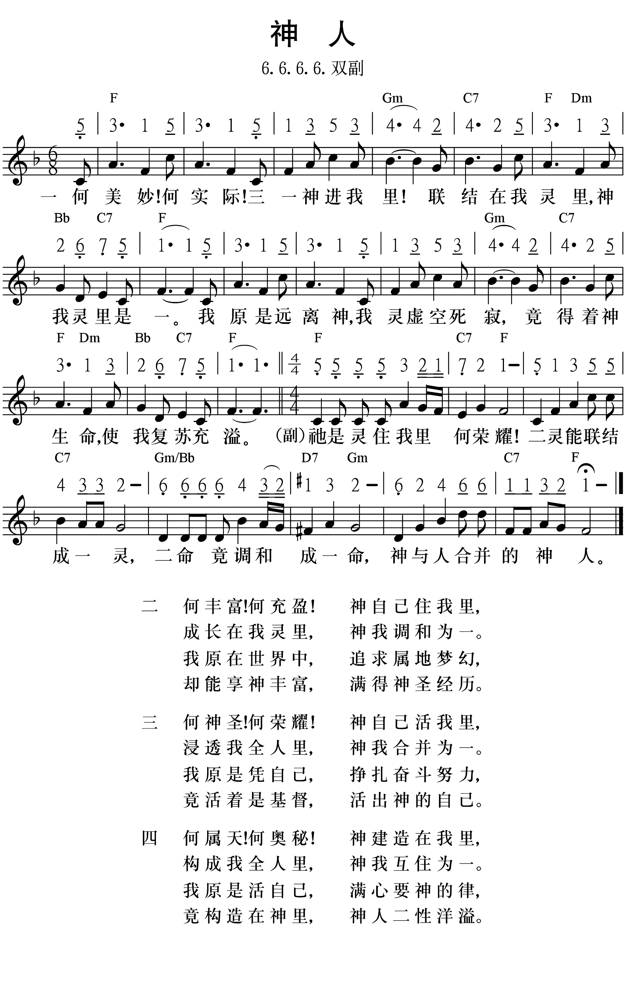 神 人
6. 6. 6. 6. 双副
F Gm C7 F Dm
5 | 3• 1 5 | 3• 1 5 | 1 3 5 3 | 4• 4 2 | 4• 2 5 | 3• 1 3 |
6 8
一 何 美 妙!何 实 际!三 一 神 进 我 里! 联 结 在 我 灵 里,神
Bb C7 F Gm C7
2 6 7 5 | 1• 1 5 | 3• 1 5 | 3• 1 5 | 1 3 5 3 | 4• 4 2 | 4• 2 5 |
我 灵 里 是 一。 我 原 是 远 离 神,我 灵 虚 空 死 寂, 竟 得 着 神
F Dm Bb C7 F F C7 F
3• 1 3 | 2 6 7 5 | 1• 1• || 4/4 5 5 5 5 3 2 1 | 7 2 1 – | 5 1 3 5 5 |
4 4
生 命,使 我 复 苏 充 溢。 (副) 祂 是 灵 住 我 里 何 荣 耀! 二 灵 能 联 结
C7 Gm/Bb D7 Gm C7 F
4 3 3 2 – | 6 6 6 6 4 3 2 | #1 3 2 – | 6 2 4 6 6 | 1 1 3 2 1 – |
成 一 灵, 二 命 竟 调 和 成 一 命, 神 与 人 合 并 的 神 人。
二 何丰富!何充盈! 神自己住我里,
成长在我灵里, 神我调和为一。
我原在世界中, 追求属地梦幻,
却能享神丰富, 满得神圣经历。
三 何神圣!何荣耀! 神自己活我里,
浸透我全人里, 神我合并为一。
我原是凭自己, 挣扎奋斗努力,
竟活着是基督, 活出神的自己。
四 何属天!何奥秘! 神建造在我里,
构成我全人里, 神我互住为一。
我原是活自己, 满心要神的律,
竟构造在神里, 神人二性洋溢。